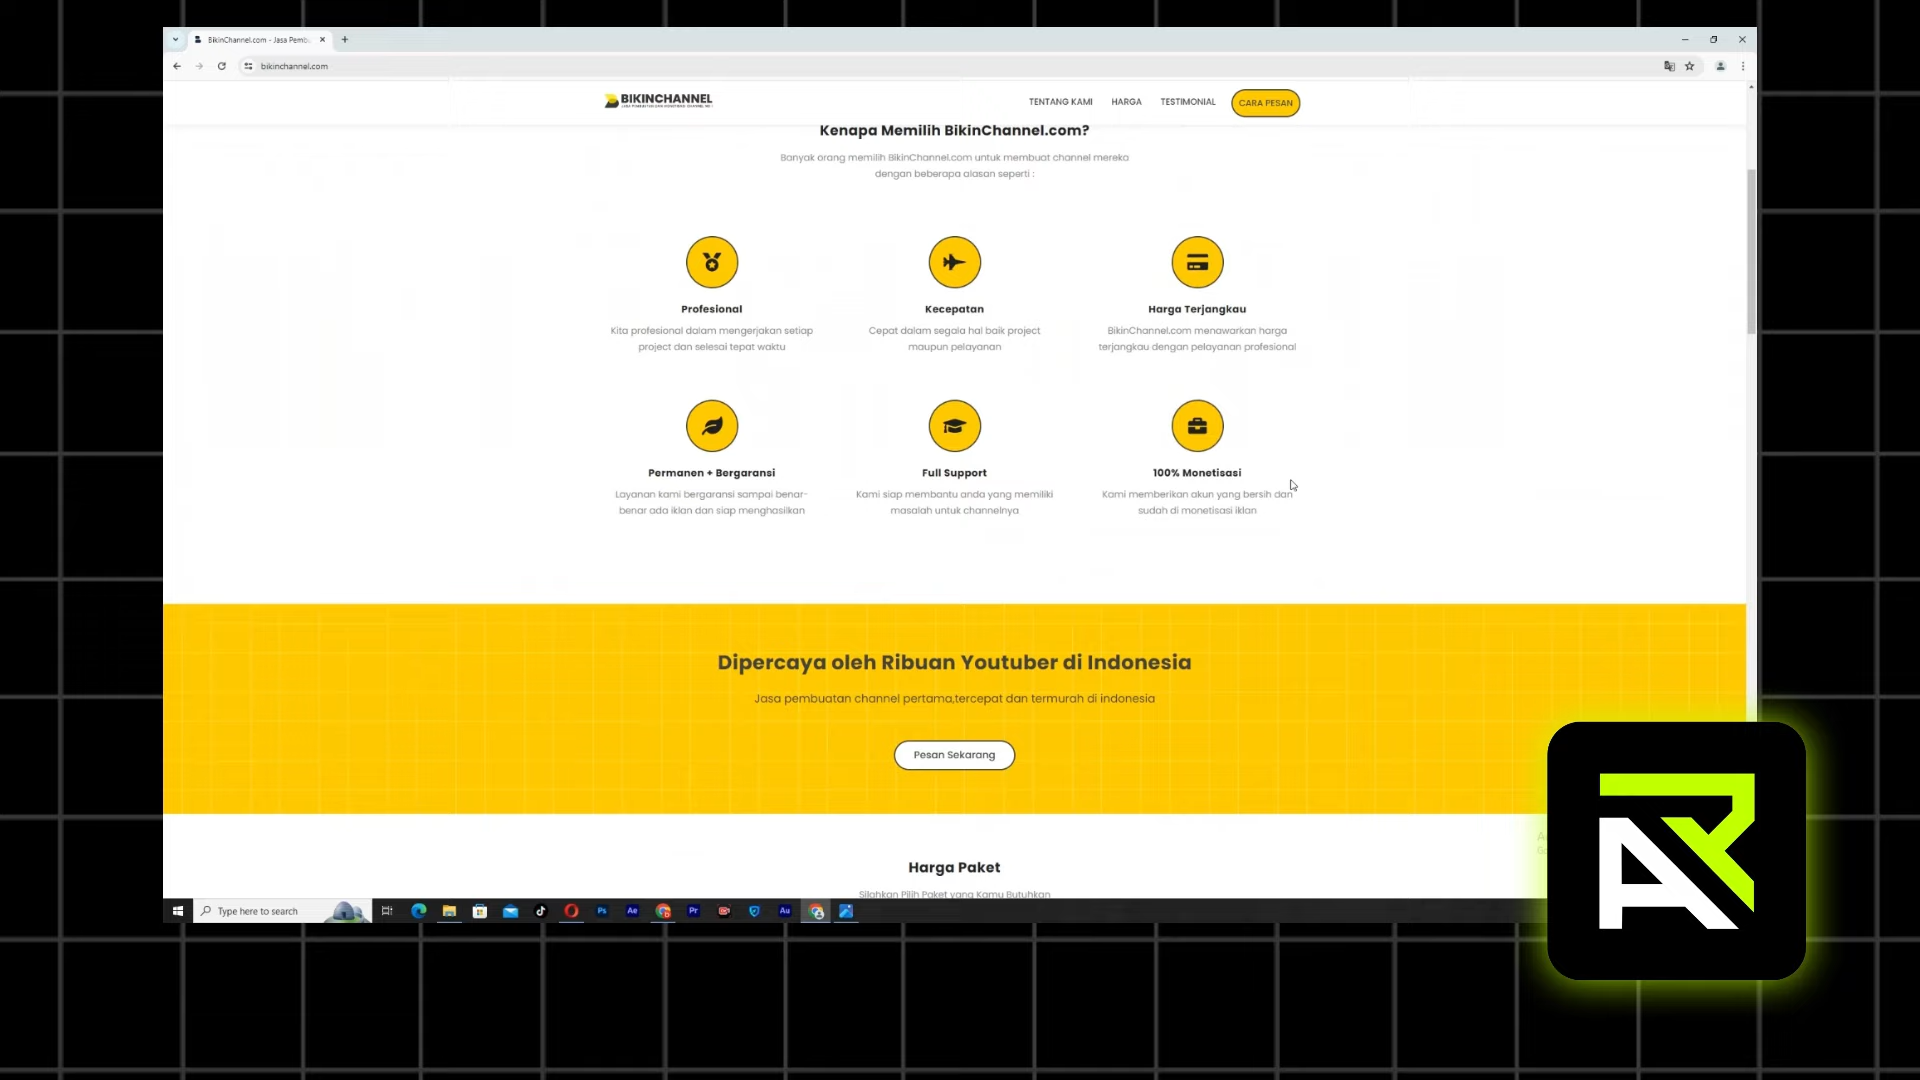 BikinChannel.com - Jasa Pemb
bikinchannel.com
BIKINCHANNEL
TENTANG KAMI
HARGA
TESTIMONIAL
CARA PESAN
Kenapa Memilih BikinChannel.com?
Banyak orang memilih BikinChannel.com untuk membuat channel mereka
dengan beberapa alasan seperti :
Profesional
Kita profesional dalam mengerjakan setiap
project dan selesai tepat waktu
Kecepatan
Cepat dalam segala hal baik project
maupun pelayanan
Harga Terjangkau
BikinChannel.com menawarkan harga
terjangkau dengan pelayanan profesional
Permanen + Bergaransi
Layanan kami bergaransi sampai benar-
benar ada iklan dan siap menghasilkan
Full Support
Kami siap membantu anda yang memiliki
masalah untuk channelnya
100% Monetisasi
Kami memberikan akun yang bersih dan
sudah di monetisasi iklan
Dipercaya oleh Ribuan Youtuber di Indonesia
Jasa pembuatan channel pertama,tercepat dan termurah di indonesia
Pesan Sekarang
Harga Paket
Silahkan Pilih Paket yang Kamu Butuhkan
Type here to search
Ps
Ae
Pr
Au
AR